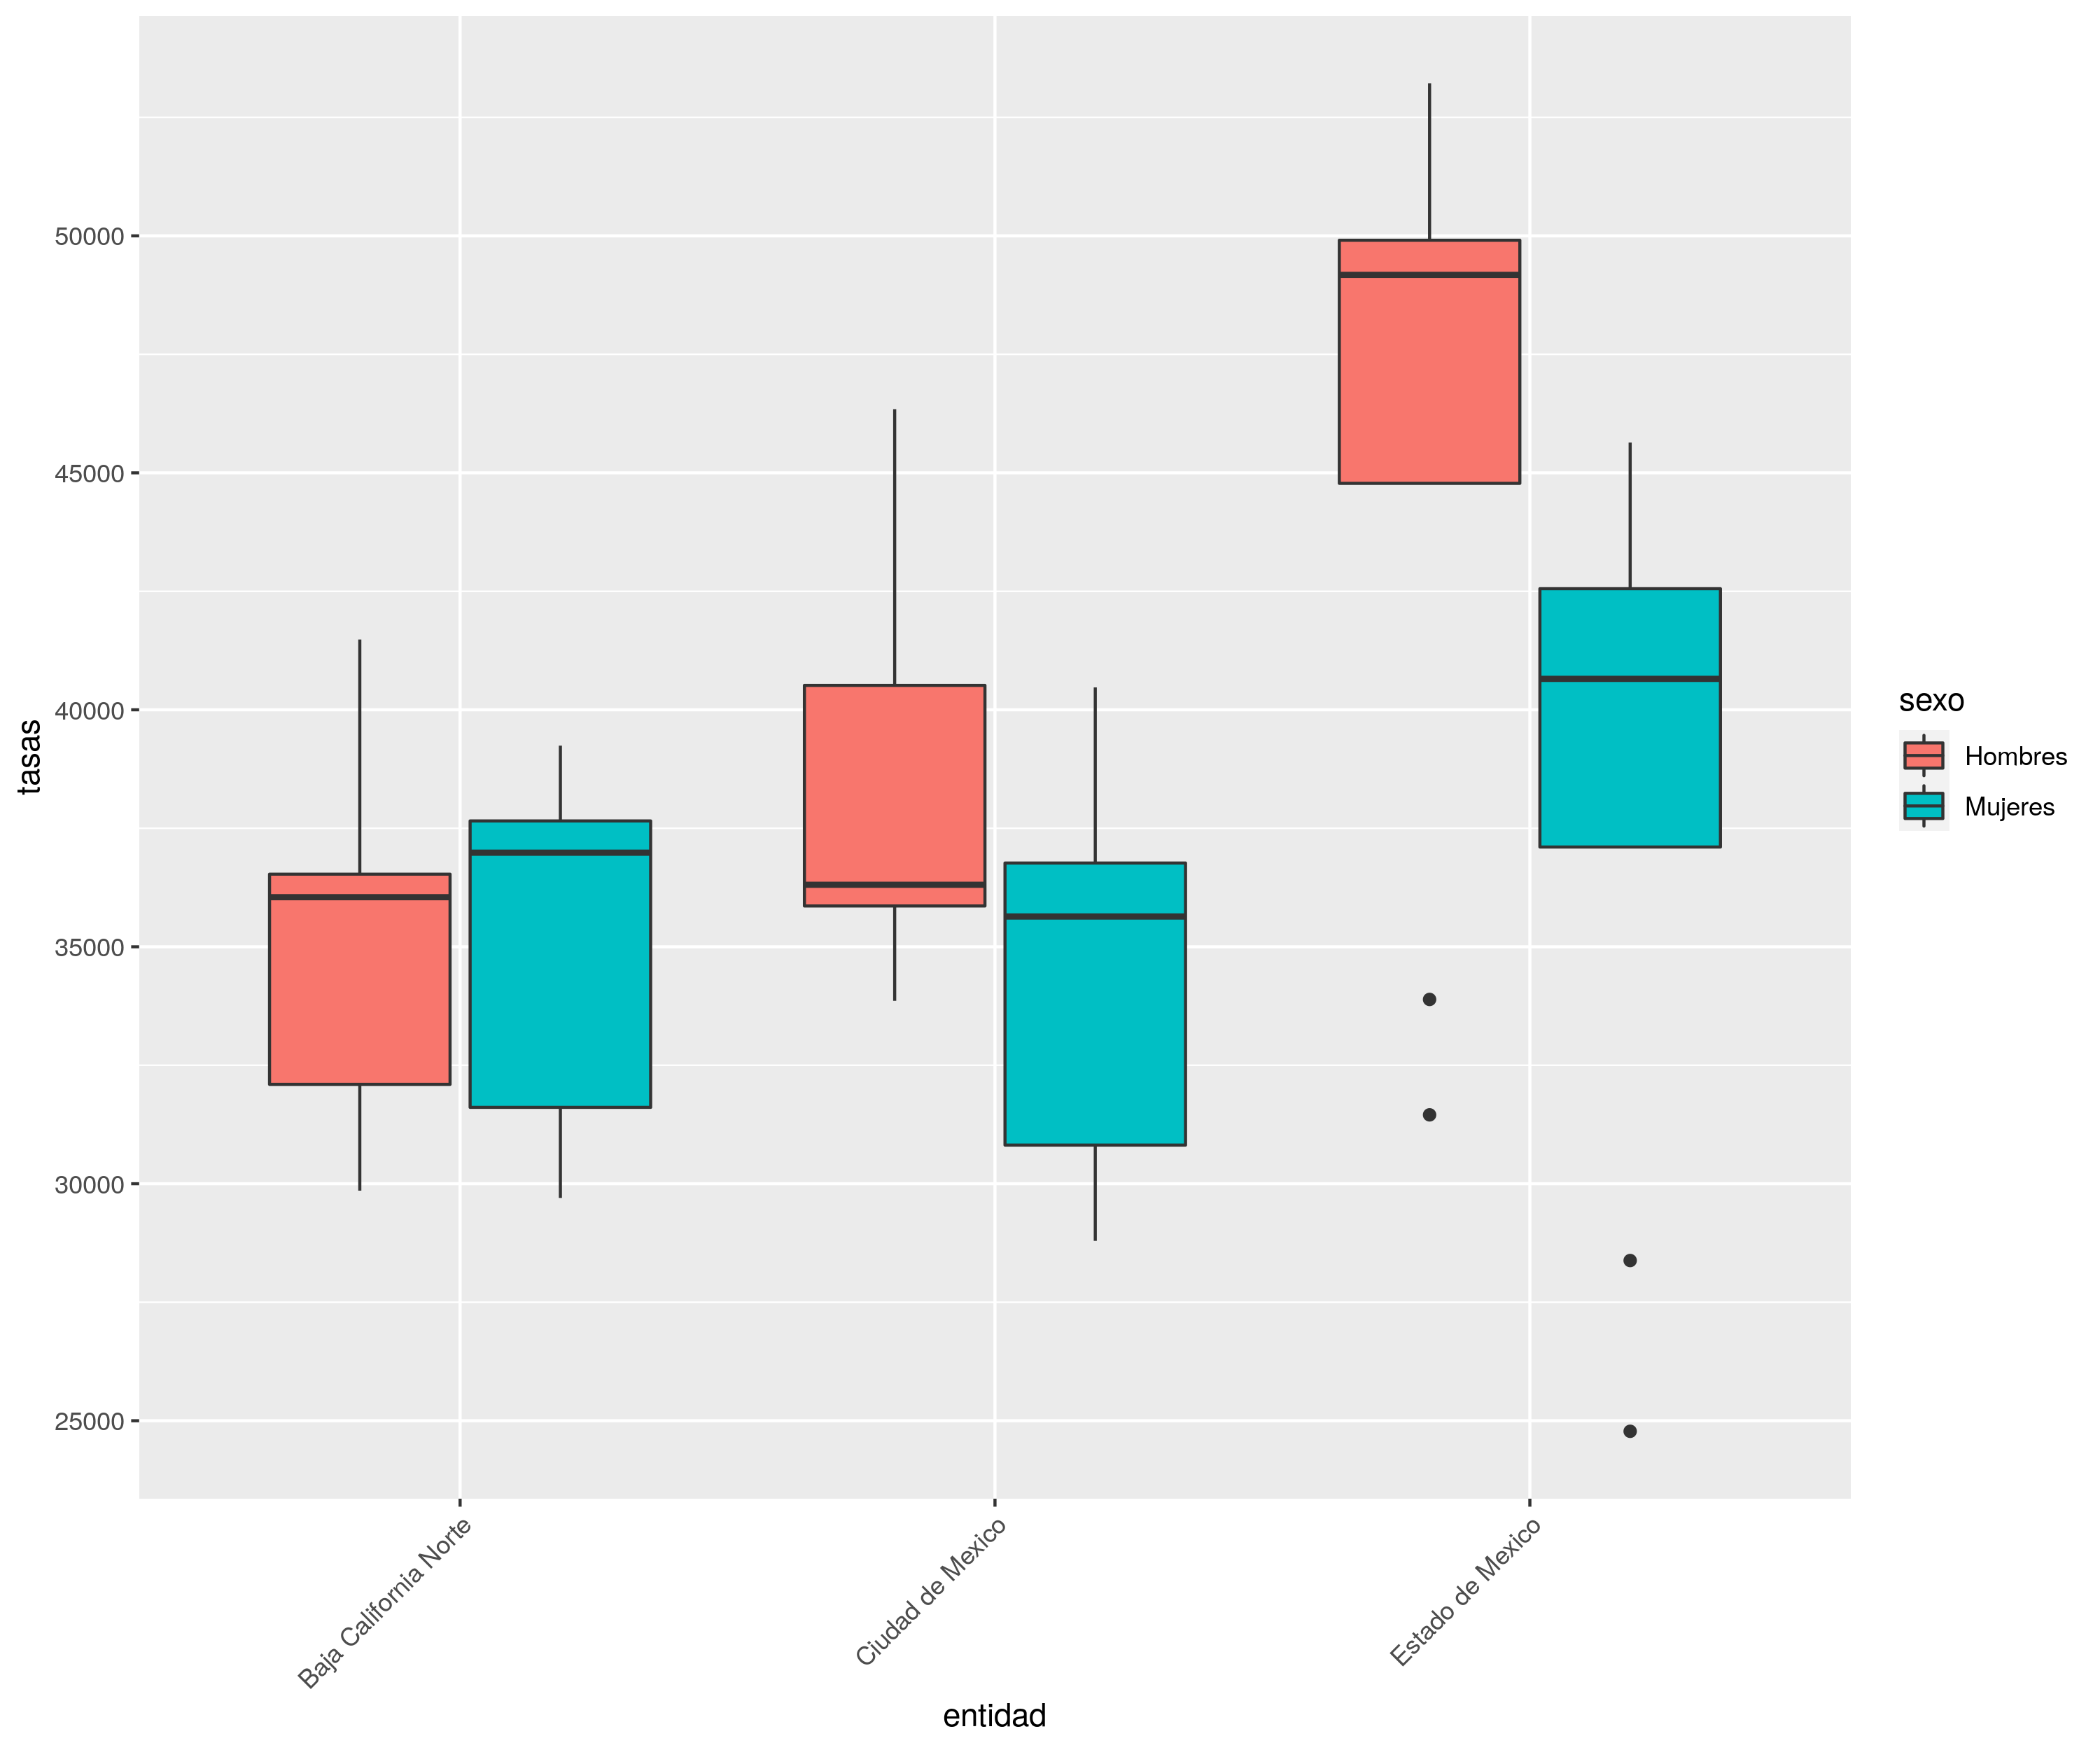 50000
45000
40000
35000
30000
25000
tasas
Baja California Norte
Ciudad de Mexico
Estado de Mexico
entidad
sexo
Hombres
Mujeres